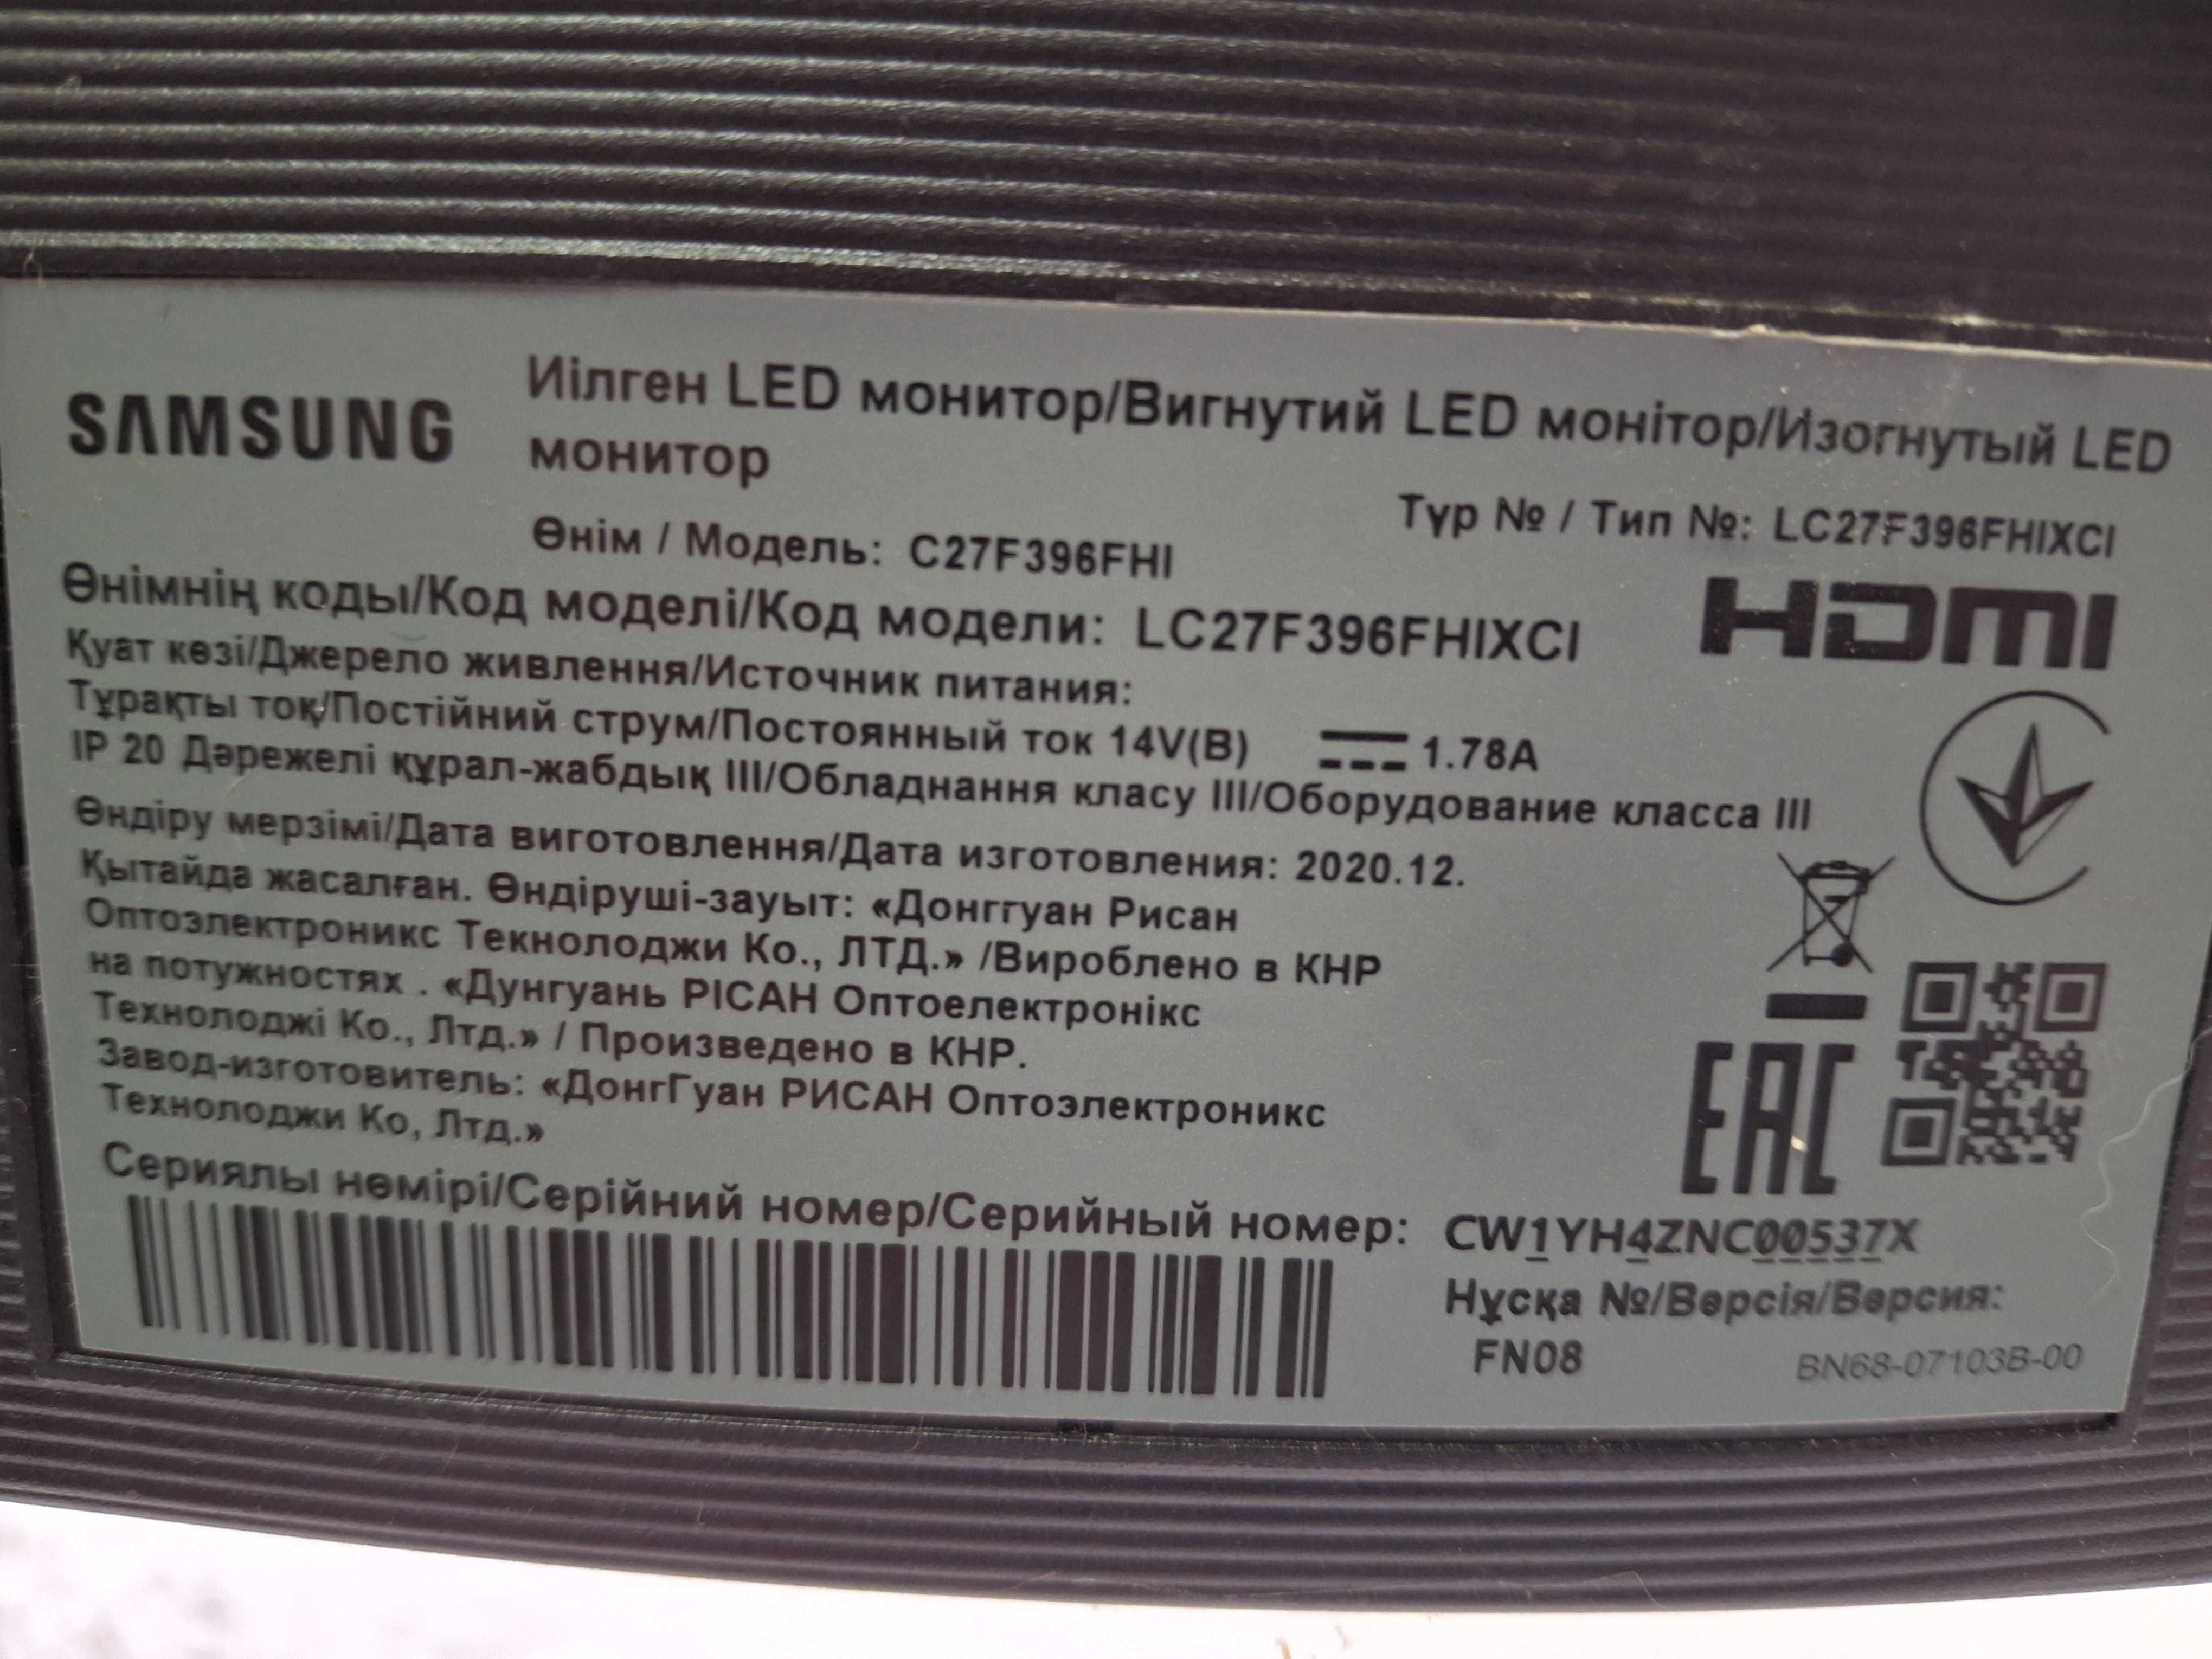 SAMSUNG
Иілген LED монитор/Вигнутий LED монітор/Изогнутый LED
монитор
Түр № / Тип №: LC27F396FHIXCI
Өнім / Модель: C27F396FHI
HDMI
Өнімнің коды/Код моделі/Код модели: LC27F396FHIXCI
Қуат көзі/Джерело живлення/Источник питания:
Тұрақты тоқ/Постійний струм/Постоянный ток 14V(B) 1.78A
IP 20 Дәрежелі құрал-жабдық III/Обладнання класу III/Оборудование класса III
Өндіру мерзімі/Дата виготовлення/Дата изготовления: 2020.12.
Қытайда жасалған. Өндіруші-зауыт: «Донггуан Рисан
Оптоэлектроникс Текнолоджи Ко., ЛТД.» /Вироблено в КНР
на потужностях . «Дунгуань РІСАН Оптоелектронікс
Технолоджі Ко., Лтд.» / Произведено в КНР.
Завод-изготовитель: «ДонгГуан РИСАН Оптоэлектроникс
Технолоджи Ко, Лтд.»
EAC
Сериялы нөмірі/Серійний номер/Серийный номер: CW1YH4ZNC00537X
Нұсқа №/Версія/Версия:
FN08
BN68-07103B-00